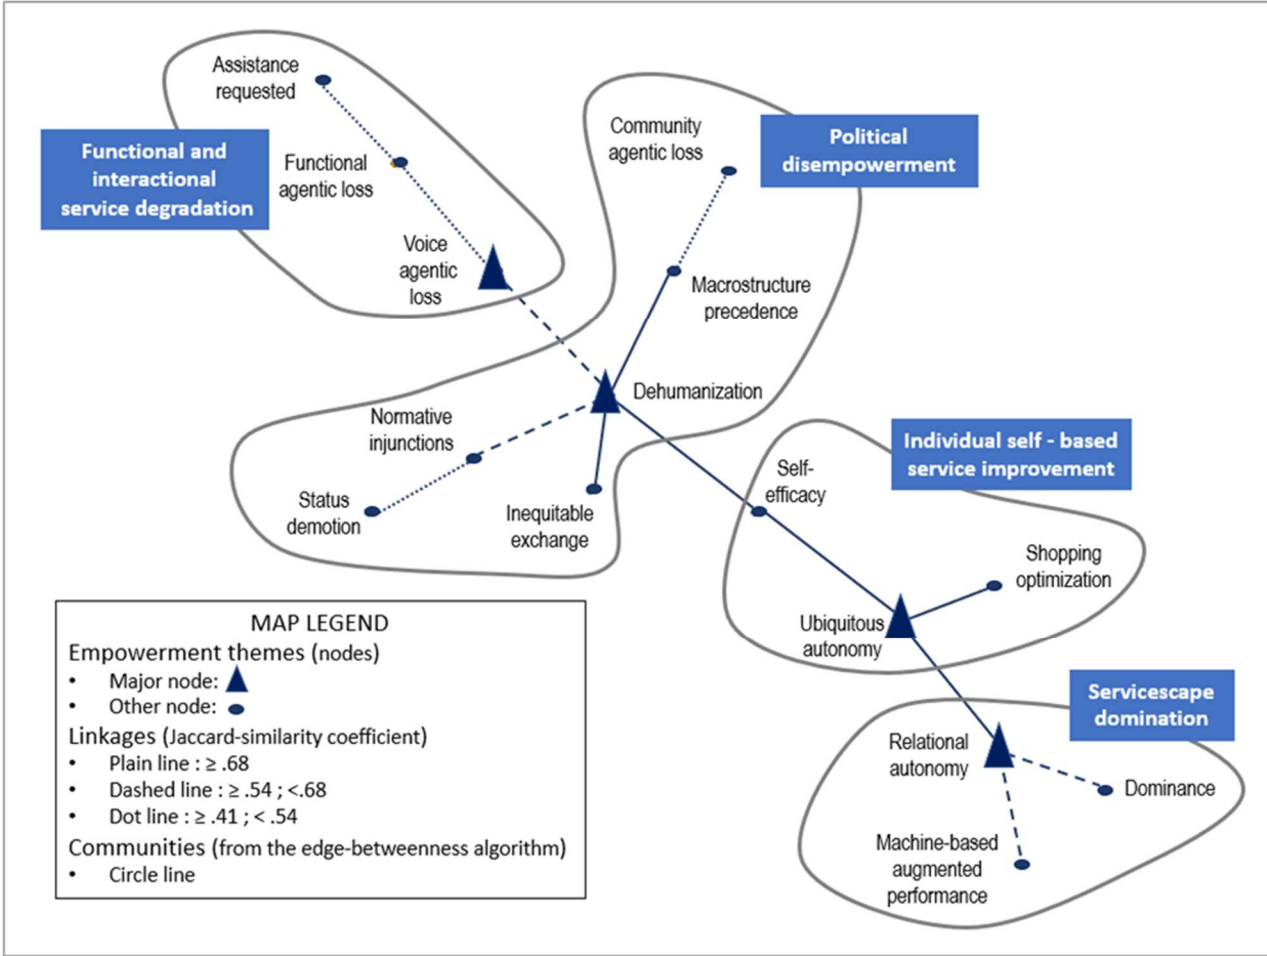 Assistance
requested
Functional and
interactional
service degradation
Functional
agentic loss
Voice
agentic
loss
Community
agentic loss
Political
disempowerment
Macrostructure
precedence
Dehumanization
Normative
injunctions
Status
demotion
Inequitable
exchange
Individual self - based
service improvement
Self-
efficacy
Shopping
optimization
Ubiquitous
autonomy
Servicescape
domination
Relational
autonomy
Dominance
Machine-based
augmented
performance
MAP LEGEND
Empowerment themes (nodes)
• Major node:
• Other node:
Linkages (Jaccard-similarity coefficient)
• Plain line : ≥ .68
• Dashed line : ≥ .54 ; <.68
• Dot line : ≥ .41 ; < .54
Communities (from the edge-betweenness algorithm)
• Circle line